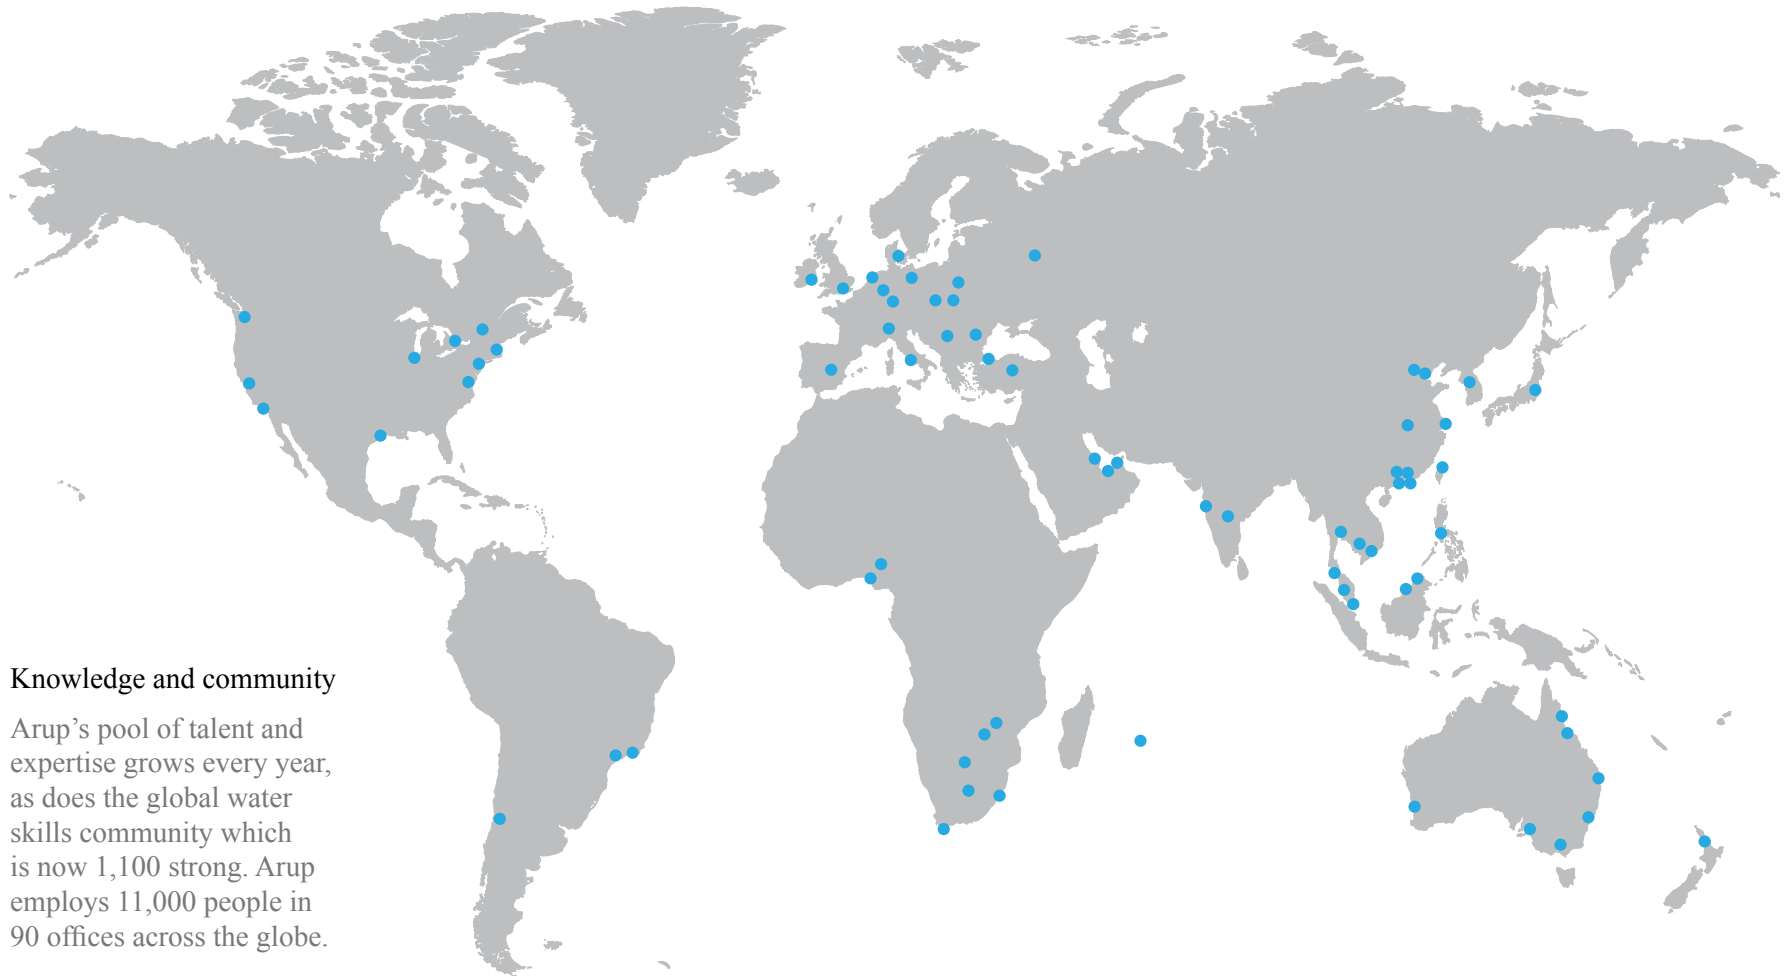 Knowledge and community
Arup’s pool of talent and
expertise grows every year,
as does the global water
skills community which
is now 1,100 strong. Arup
employs 11,000 people in
90 offices across the globe.